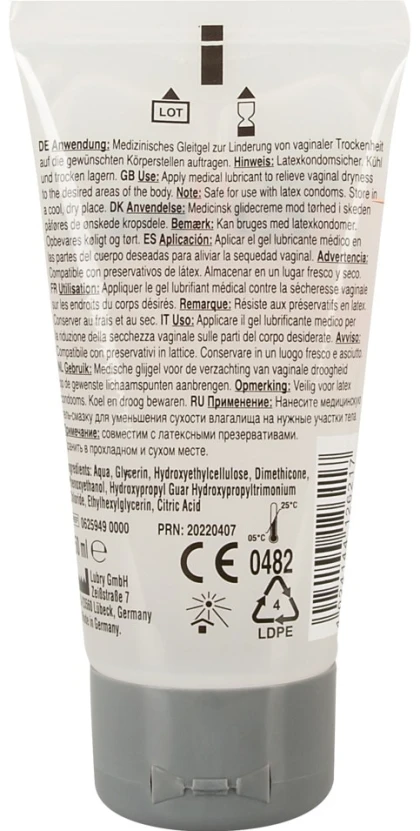 LOT
DE Anwendung: Medizinisches Gleitgel zur Linderung von vaginaler Trockenheit
auf die gewünschten Körperstellen auftragen. Hinweis: Latexkondomsicher. Kühl
und trocken lagern. GB Use: Apply medical lubricant to relieve vaginal dryness
to the desired areas of the body. Note: Safe for use with latex condoms. Store in
a cool, dry place. DK Anvendelse: Medicinsk glidecreme mod tørhed i skeden
påføres de ønskede kropsdele. Bemærk: Kan bruges med latexkondomer.
Opbevares køligt og tørt. ES Aplicación: Aplicar el gel lubricante médico en
las partes del cuerpo deseadas para aliviar la sequedad vaginal. Advertencia:
Compatible con preservativos de látex. Almacenar en un lugar fresco y seco.
FR Utilisation: Appliquer le gel lubrifiant médical contre la sècheresse vaginale
sur les endroits du corps désirés. Remarque: Résiste aux préservatifs en latex.
Conserver au frais et au sec. IT Uso: Applicare il gel lubrificante medico per
la riduzione della secchezza vaginale sulle parti del corpo desiderate. Avviso:
Compatibile con preservativi in lattice. Conservare in un luogo fresco e asciutto.
NL Gebruik: Medische glijgel voor de verzachting van vaginale droogheid
op de gewenste lichaamspunten aanbrengen. Opmerking: Veilig voor latex
condooms. Koel en droog bewaren. RU Применение: Нанесите медицинскую
гель-смазку для уменьшения сухости влагалища на нужные участки тела
Примечание: совместим с латексными презервативами.
Хранить в прохладном и сухом месте.
Ingredients: Aqua, Glycerin, Hydroxyethylcellulose, Dimethicone,
Phenoxyethanol, Hydroxypropyl Guar Hydroxypropyltrimonium
Chloride, Ethylhexylglycerin, Citric Acid
0625949 0000 PRN: 20220407
05°C 25°C
ml e
CE 0482
Lubry GmbH
Zeißstraße 7
23560 Lübeck, Germany
Made in Germany.
4
LDPE